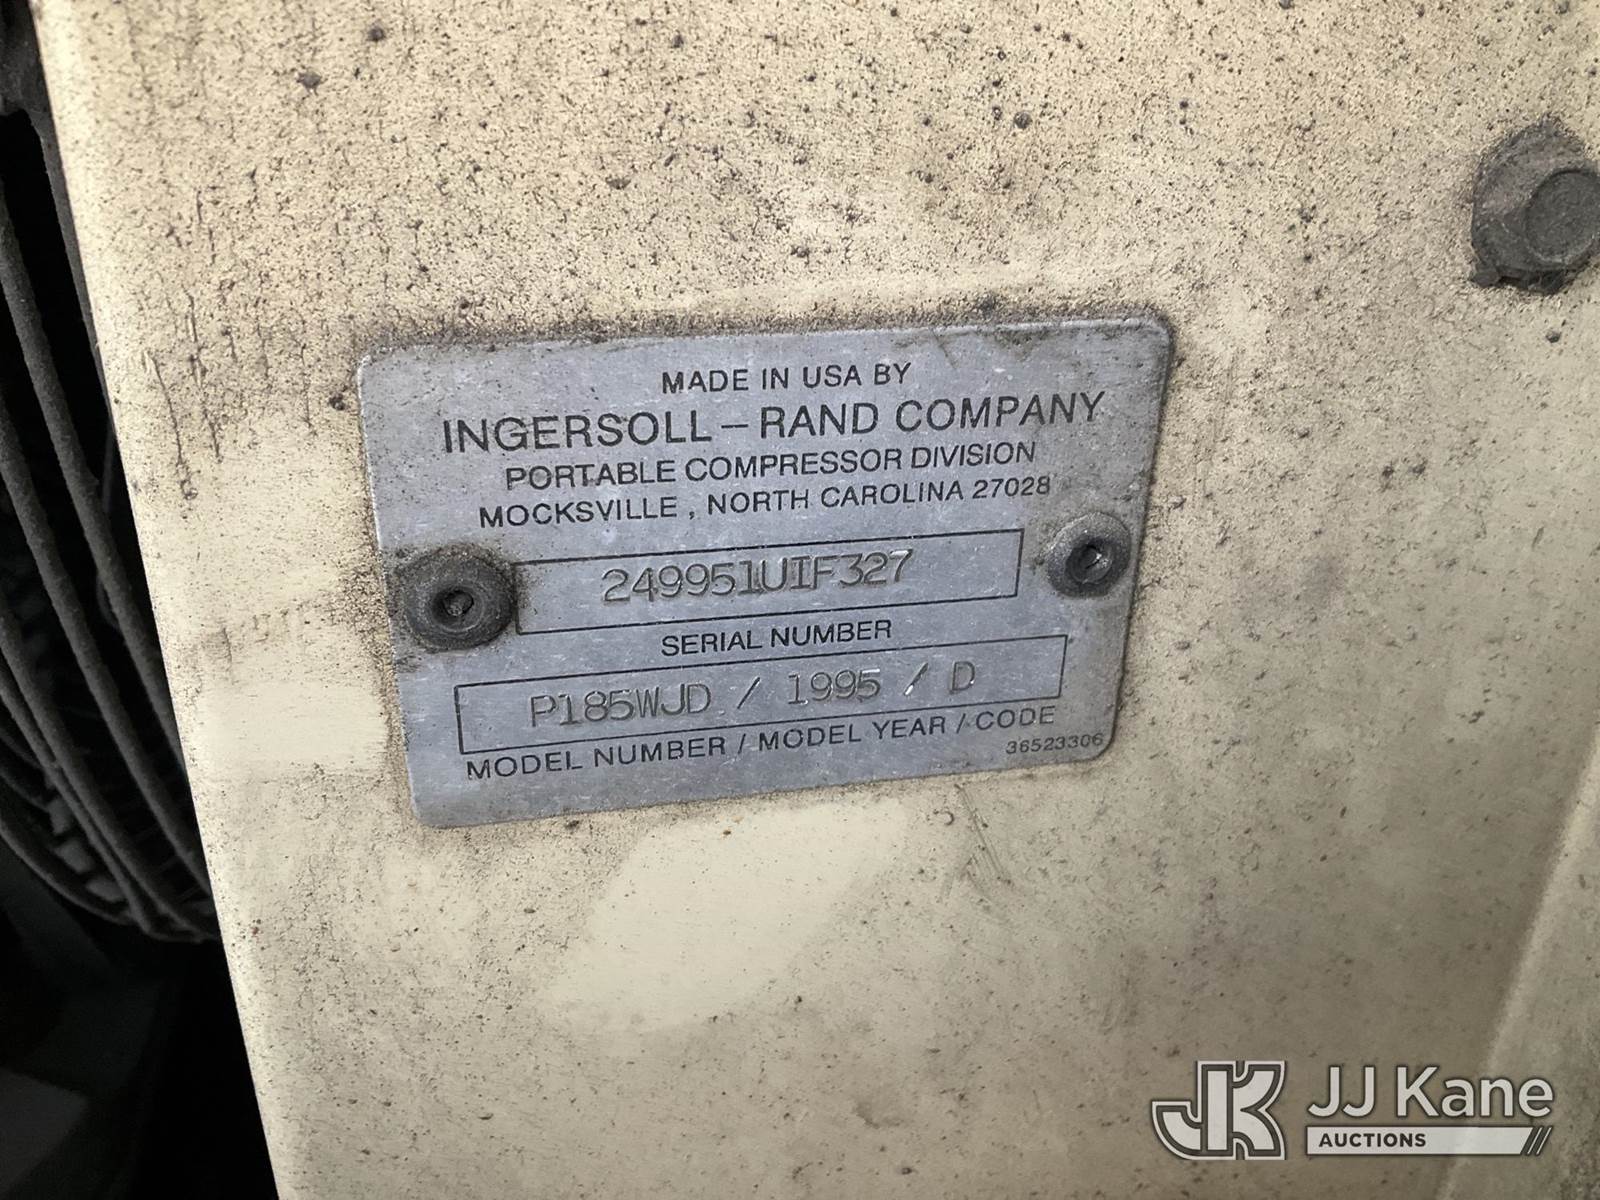 MADE IN USA BY
INGERSOLL – RAND COMPANY
PORTABLE COMPRESSOR DIVISION
MOCKSVILLE , NORTH CAROLINA 27028
249951UIF327
SERIAL NUMBER
P185WJD / 1995 / D
MODEL NUMBER / MODEL YEAR / CODE
36523306
JK JJ Kane
AUCTIONS